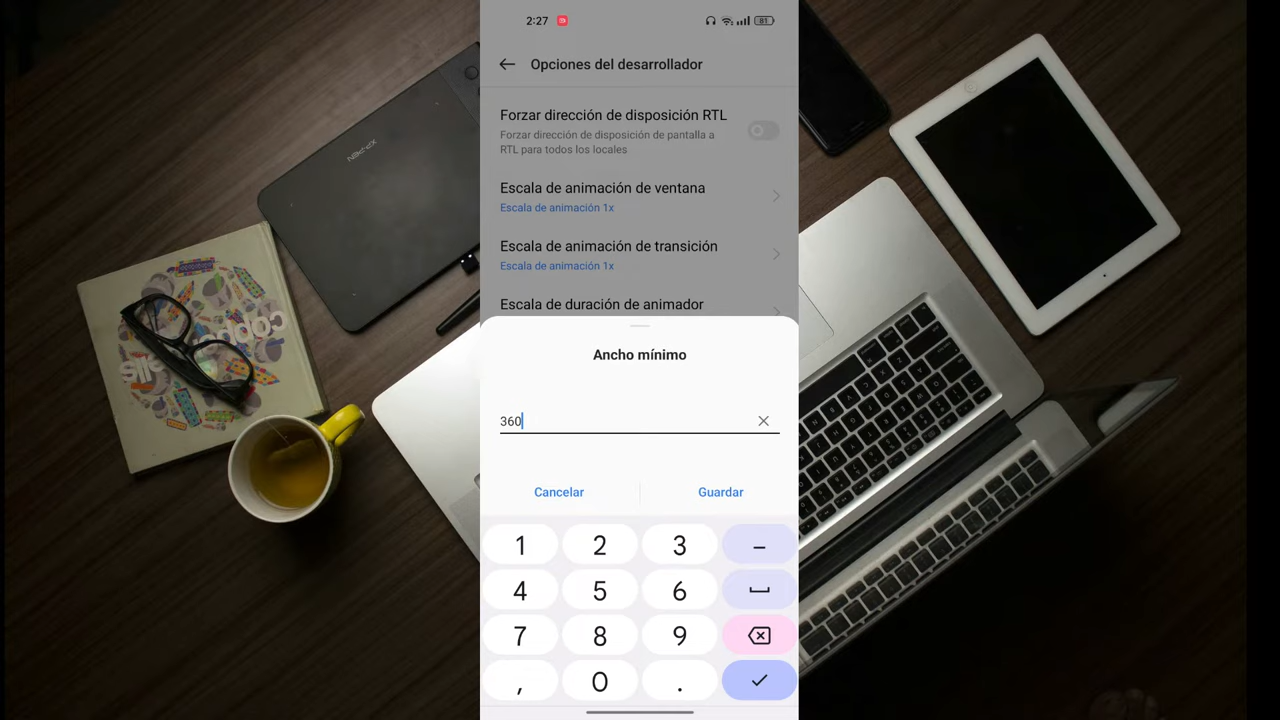 2:27
81
Opciones del desarrollador
Forzar dirección de disposición RTL
Forzar dirección de disposición de pantalla a
RTL para todos los locales
Escala de animación de ventana
Escala de animación 1x
Escala de animación de transición
Escala de animación 1x
Escala de duración de animador
Ancho mínimo
360
Cancelar
Guardar
1 2 3 –
4 5 6
7 8 9
, 0 .
XP-PEN